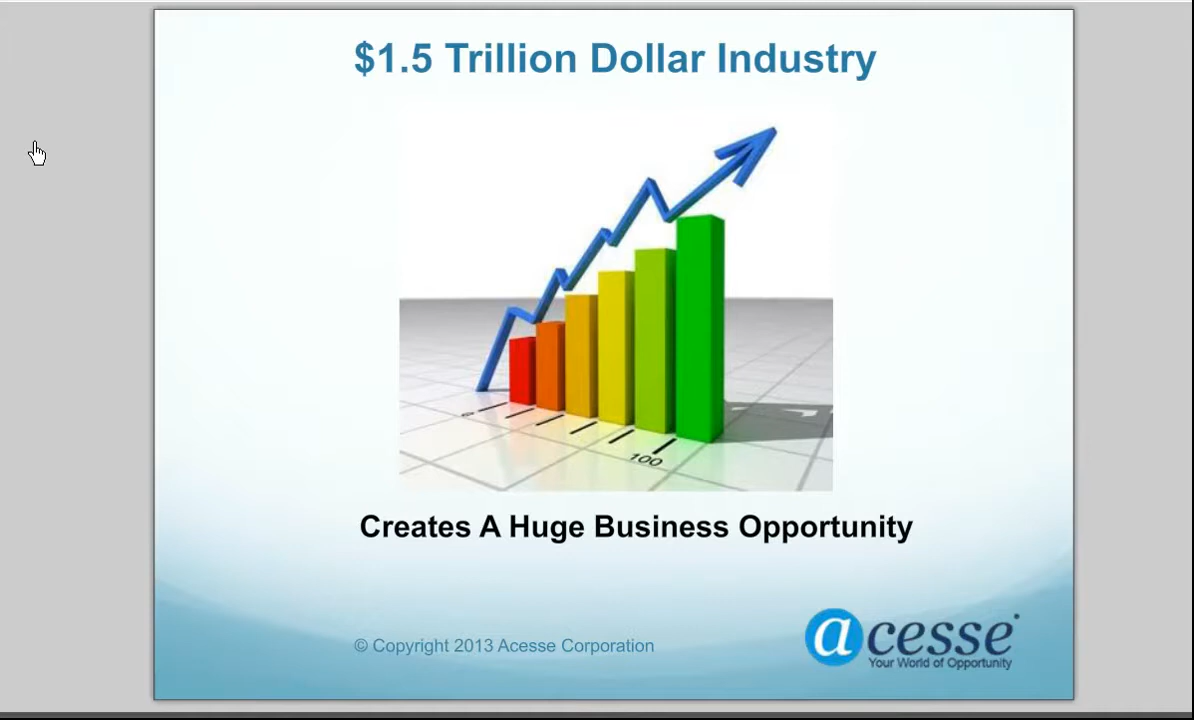 $1.5 Trillion Dollar Industry
100
Creates A Huge Business Opportunity
© Copyright 2013 Acesse Corporation
acesse
Your World of Opportunity